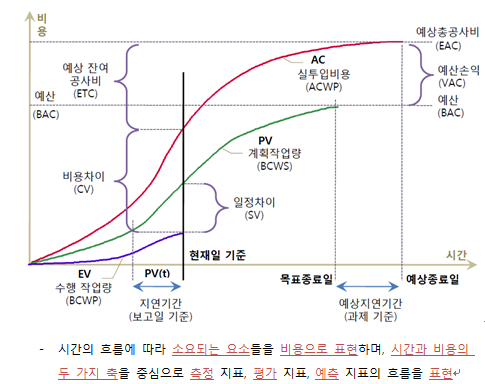 비
용
예상총공사비
(EAC)
AC
실투입비용
(ACWP)
예상 잔여
공사비
(ETC)
예산손익
(VAC)
예산
(BAC)
예산
(BAC)
PV
계획작업량
(BCWS)
비용차이
(CV)
일정차이
(SV)
시간
현재일 기준
EV
수행 작업량
(BCWP)
PV(t)
지연기간
(보고일 기준)
목표종료일
예상종료일
예상지연기간
(과제 기준)
- 시간의 흐름에 따라 소요되는 요소들을 비용으로 표현하며, 시간과 비용의
두 가지 축을 중심으로 측정 지표, 평가 지표, 예측 지표의 흐름을 표현↵